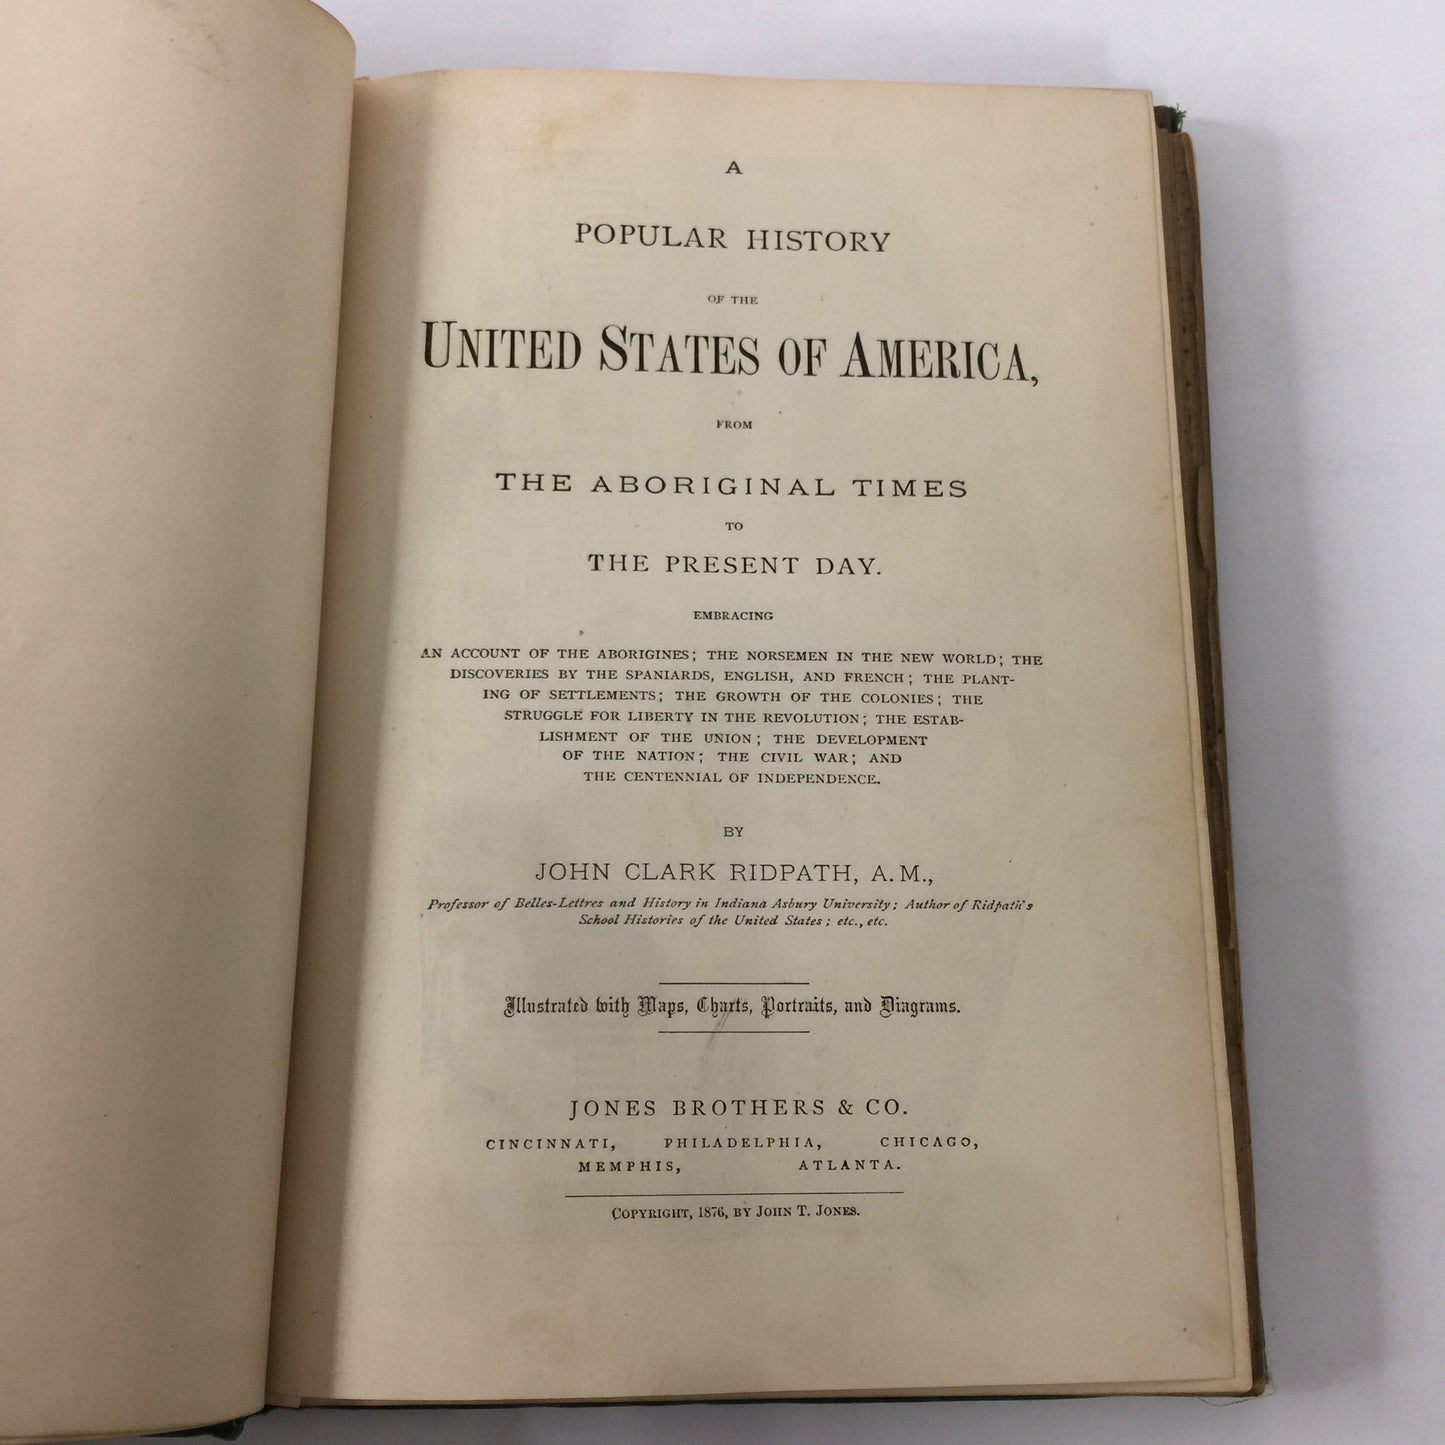 A
POPULAR HISTORY
OF THE
UNITED STATES OF AMERICA,
FROM
THE ABORIGINAL TIMES
TO
THE PRESENT DAY.
EMBRACING
AN ACCOUNT OF THE ABORIGINES; THE NORSEMEN IN THE NEW WORLD; THE
DISCOVERIES BY THE SPANIARDS, ENGLISH, AND FRENCH; THE PLANT-
ING OF SETTLEMENTS; THE GROWTH OF THE COLONIES; THE
STRUGGLE FOR LIBERTY IN THE REVOLUTION; THE ESTAB-
LISHMENT OF THE UNION; THE DEVELOPMENT
OF THE NATION; THE CIVIL WAR; AND
THE CENTENNIAL OF INDEPENDENCE.
BY
JOHN CLARK RIDPATH, A.M.,
Professor of Belles-Lettres and History in Indiana Asbury University; Author of Ridpath's
School Histories of the United States; etc., etc.
Illustrated with Maps, Charts, Portraits, and Diagrams.
JONES BROTHERS & CO.
CINCINNATI, PHILADELPHIA, CHICAGO,
MEMPHIS, ATLANTA.
COPYRIGHT, 1876, BY JOHN T. JONES.